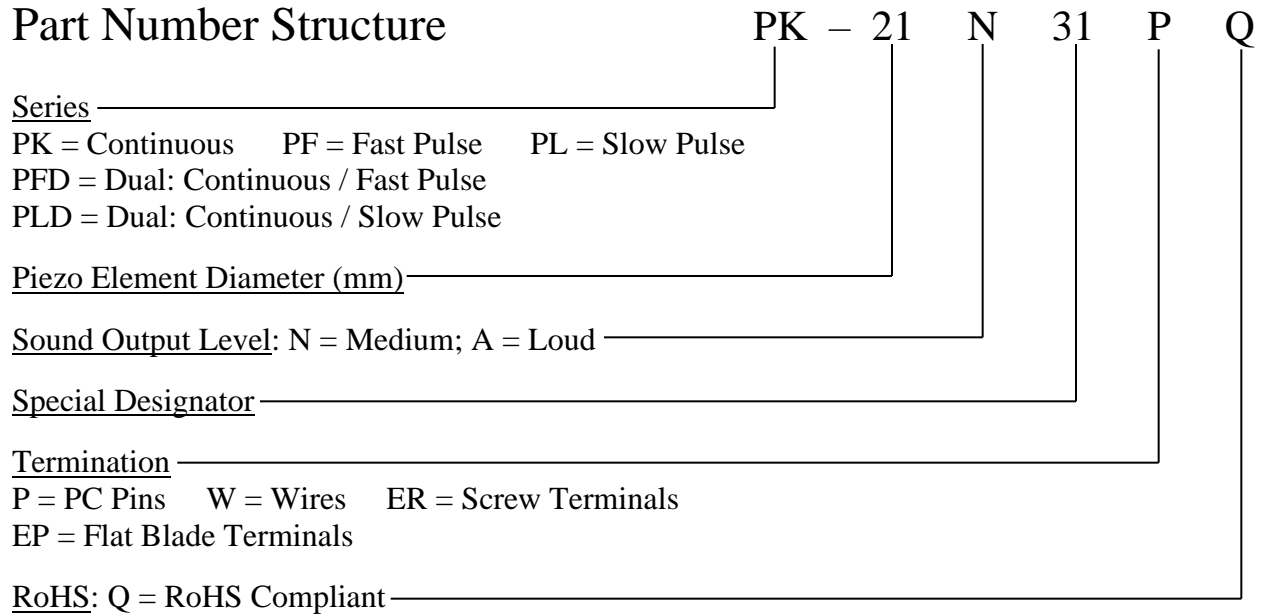 Part Number Structure PK – 21 N 31 P Q
Series
PK = Continuous PF = Fast Pulse PL = Slow Pulse
PFD = Dual: Continuous / Fast Pulse
PLD = Dual: Continuous / Slow Pulse
Piezo Element Diameter (mm)
Sound Output Level: N = Medium; A = Loud
Special Designator
Termination
P = PC Pins W = Wires ER = Screw Terminals
EP = Flat Blade Terminals
RoHS: Q = RoHS Compliant